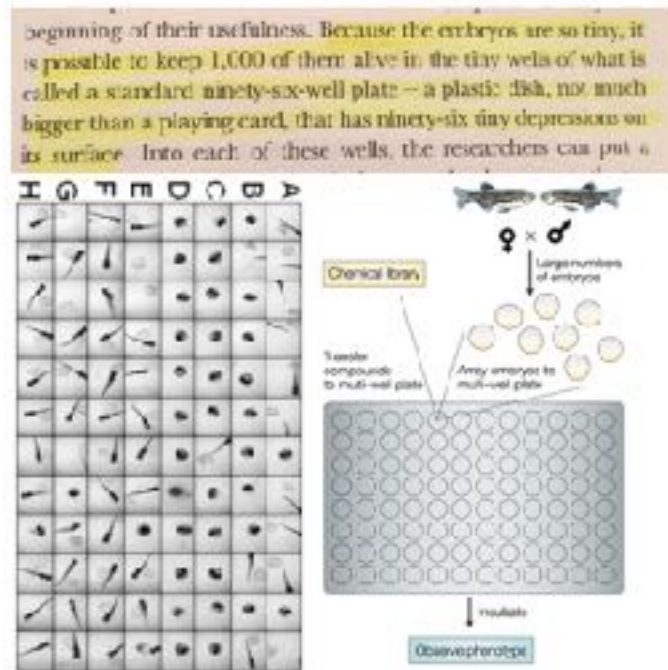 beginning of their usefulness. Because the embryos are so tiny, it
is possible to keep 1,000 of them alive in the tiny wells of what is
called a standard ninety-six-well plate – a plastic dish, not much
bigger than a playing card, that has ninety-six tiny depressions on
its surface. Into each of these wells, the researchers can put a
H G F E D C B A
♀ × ♂
Large numbers
of embryos
Chemical library
Transfer
compounds
to multi-well plate
Array embryos to
multi-well plate
Incubate
Observe phenotype